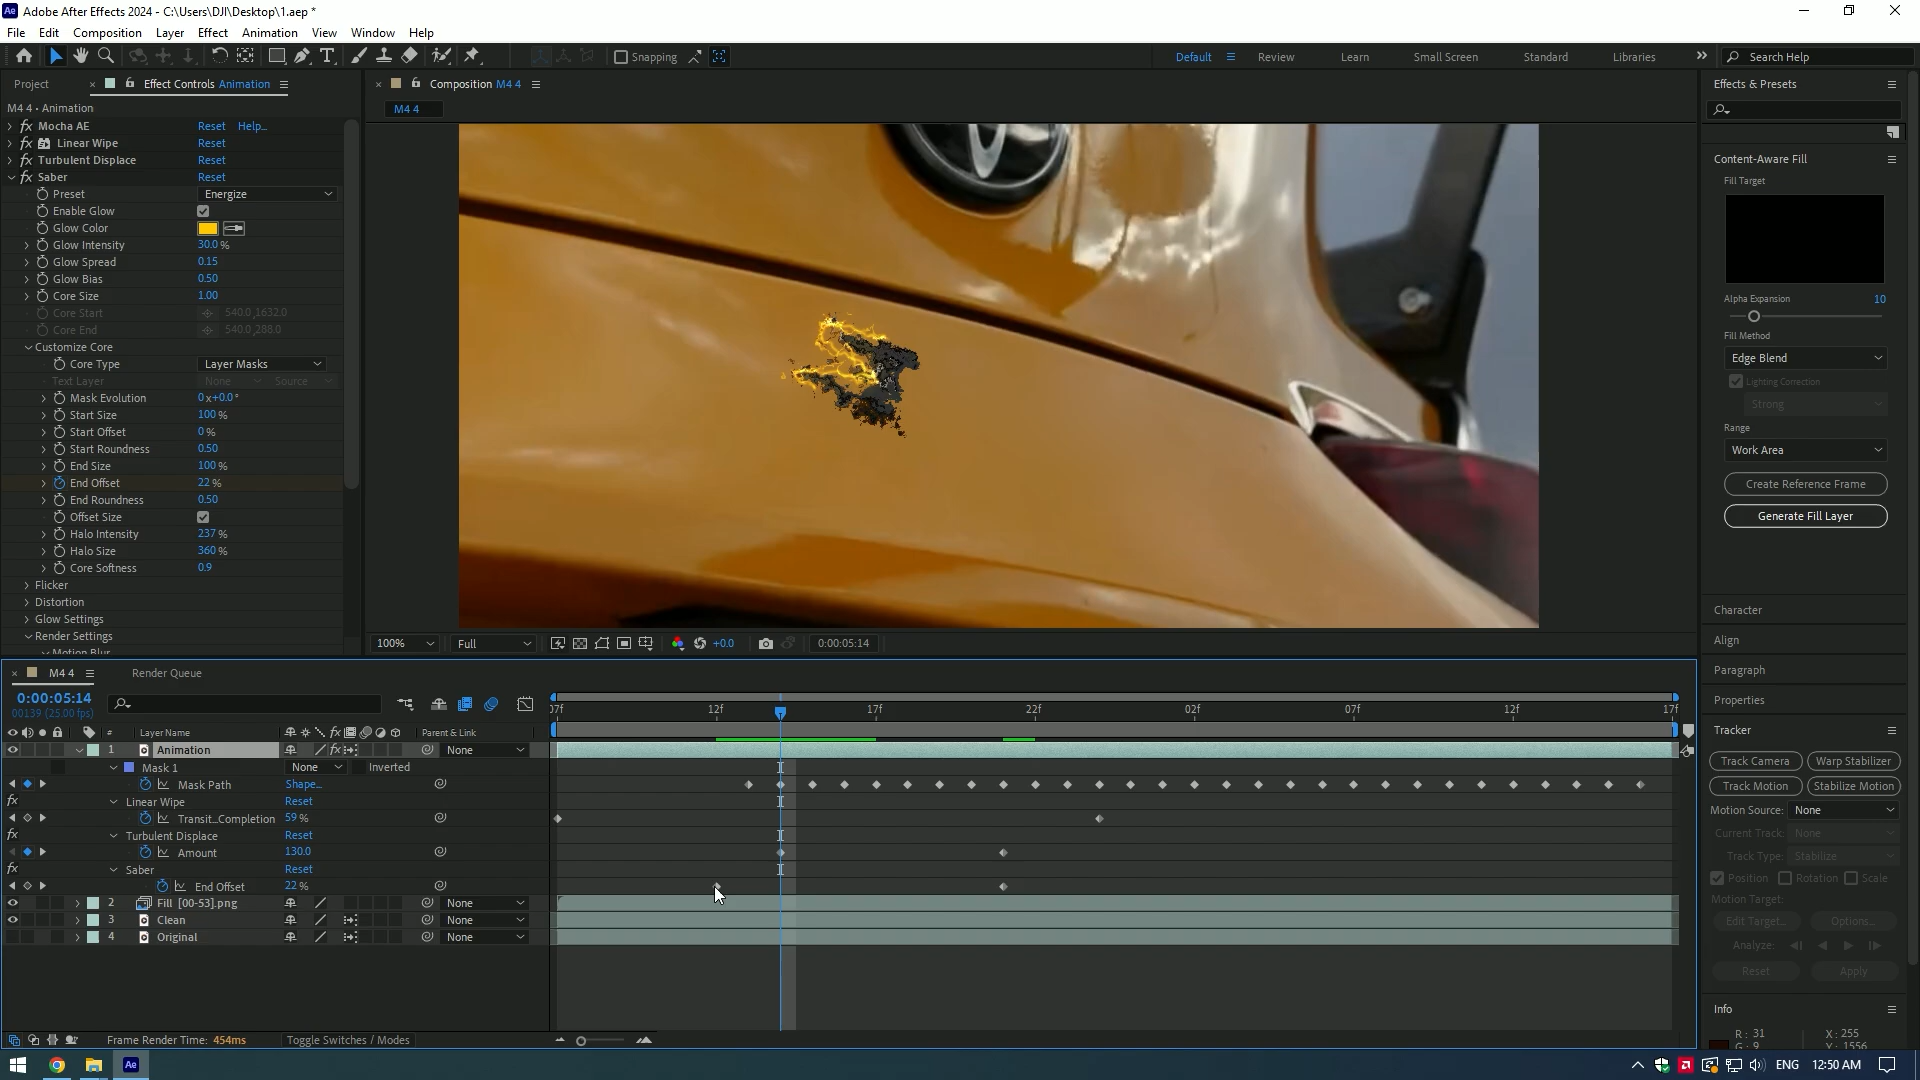 Adobe After Effects 2024 - C:\Users\DJI\Desktop\1.aep *
File Edit Composition Layer Effect Animation View Window Help
Snapping
Default Review Learn Small Screen Standard Libraries Search Help
Project Effect Controls Animation
M4 4 • Animation
Mocha AE Reset Help...
Linear Wipe Reset
Turbulent Displace Reset
Saber Reset
Preset Energize
Enable Glow
Glow Color
Glow Intensity 30.0 %
Glow Spread 0.15
Glow Bias 0.50
Core Size 1.00
Core Start 540.0,1632.0
Core End 540.0,288.0
Customize Core
Core Type Layer Masks
Text Layer None Source
Mask Evolution 0x+0.0°
Start Size 100 %
Start Offset 0 %
Start Roundness 0.50
End Size 100 %
End Offset 22 %
End Roundness 0.50
Offset Size
Halo Intensity 237 %
Halo Size 360 %
Core Softness 0.9
Flicker
Distortion
Glow Settings
Render Settings
Motion Blur
Composition M4 4
M4 4
100% Full +0.0 0:00:05:14
Effects & Presets
Content-Aware Fill
Fill Target
Alpha Expansion 10
Fill Method
Edge Blend
Lighting Correction
Strong
Range
Work Area
Create Reference Frame
Generate Fill Layer
Character
Align
Paragraph
Properties
Tracker
Track Camera Warp Stabilizer
Track Motion Stabilize Motion
Motion Source: None
Current Track: None
Track Type: Stabilize
Position Rotation Scale
Motion Target:
Edit Target... Options...
Analyze:
Reset Apply
Info
R: 31 X: 255
G: 9 Y: 1556
M4 4 Render Queue
0:00:05:14
00139 (25.00 fps)
07f 12f 17f 22f 02f 07f 12f 17f
# Layer Name Parent & Link
1 Animation None
Mask 1 None Inverted
Mask Path Shape...
Linear Wipe Reset
Transit...Completion 59 %
Turbulent Displace Reset
Amount 130.0
Saber Reset
End Offset 22 %
2 Fill [00-53].png None
3 Clean None
4 Original None
Frame Render Time: 454ms Toggle Switches / Modes
ENG 12:50 AM